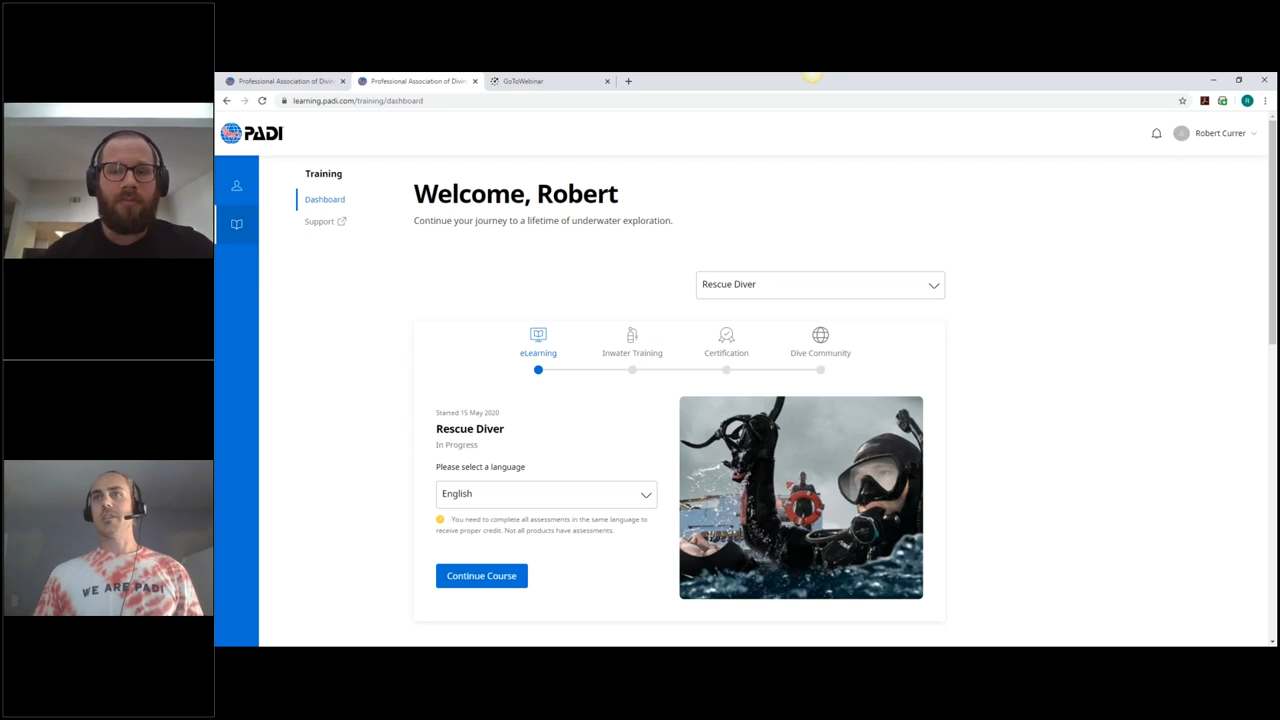 Professional Association of Divin
Professional Association of Divin
GoToWebinar
learning.padi.com/training/dashboard
PADI
Robert Currer
Training
Dashboard
Support
Welcome, Robert
Continue your journey to a lifetime of underwater exploration.
Rescue Diver
eLearning
Inwater Training
Certification
Dive Community
Started 15 May 2020
Rescue Diver
In Progress
Please select a language
English
You need to complete all assessments in the same language to
receive proper credit. Not all products have assessments.
Continue Course
WE ARE PADI